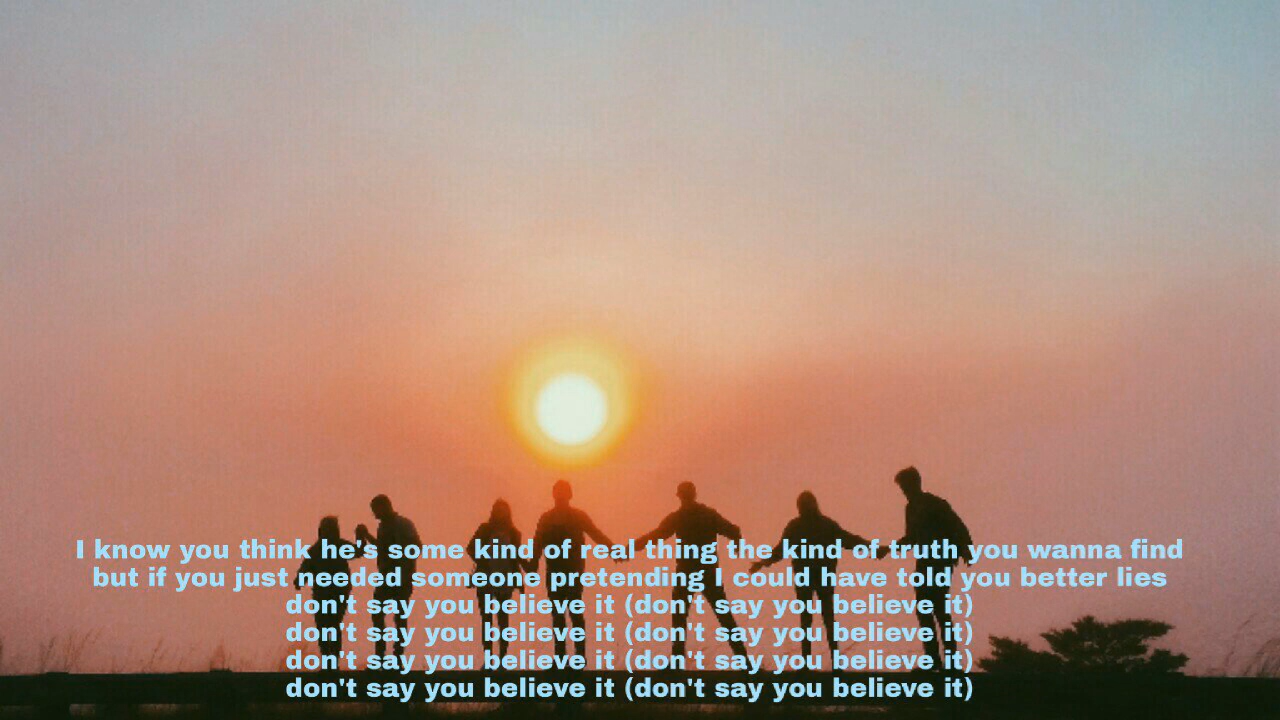 I know you think he's some kind of real thing the kind of truth you wanna find
but if you just needed someone pretending I could have told you better lies
don't say you believe it (don't say you believe it)
don't say you believe it (don't say you believe it)
don't say you believe it (don't say you believe it)
don't say you believe it (don't say you believe it)